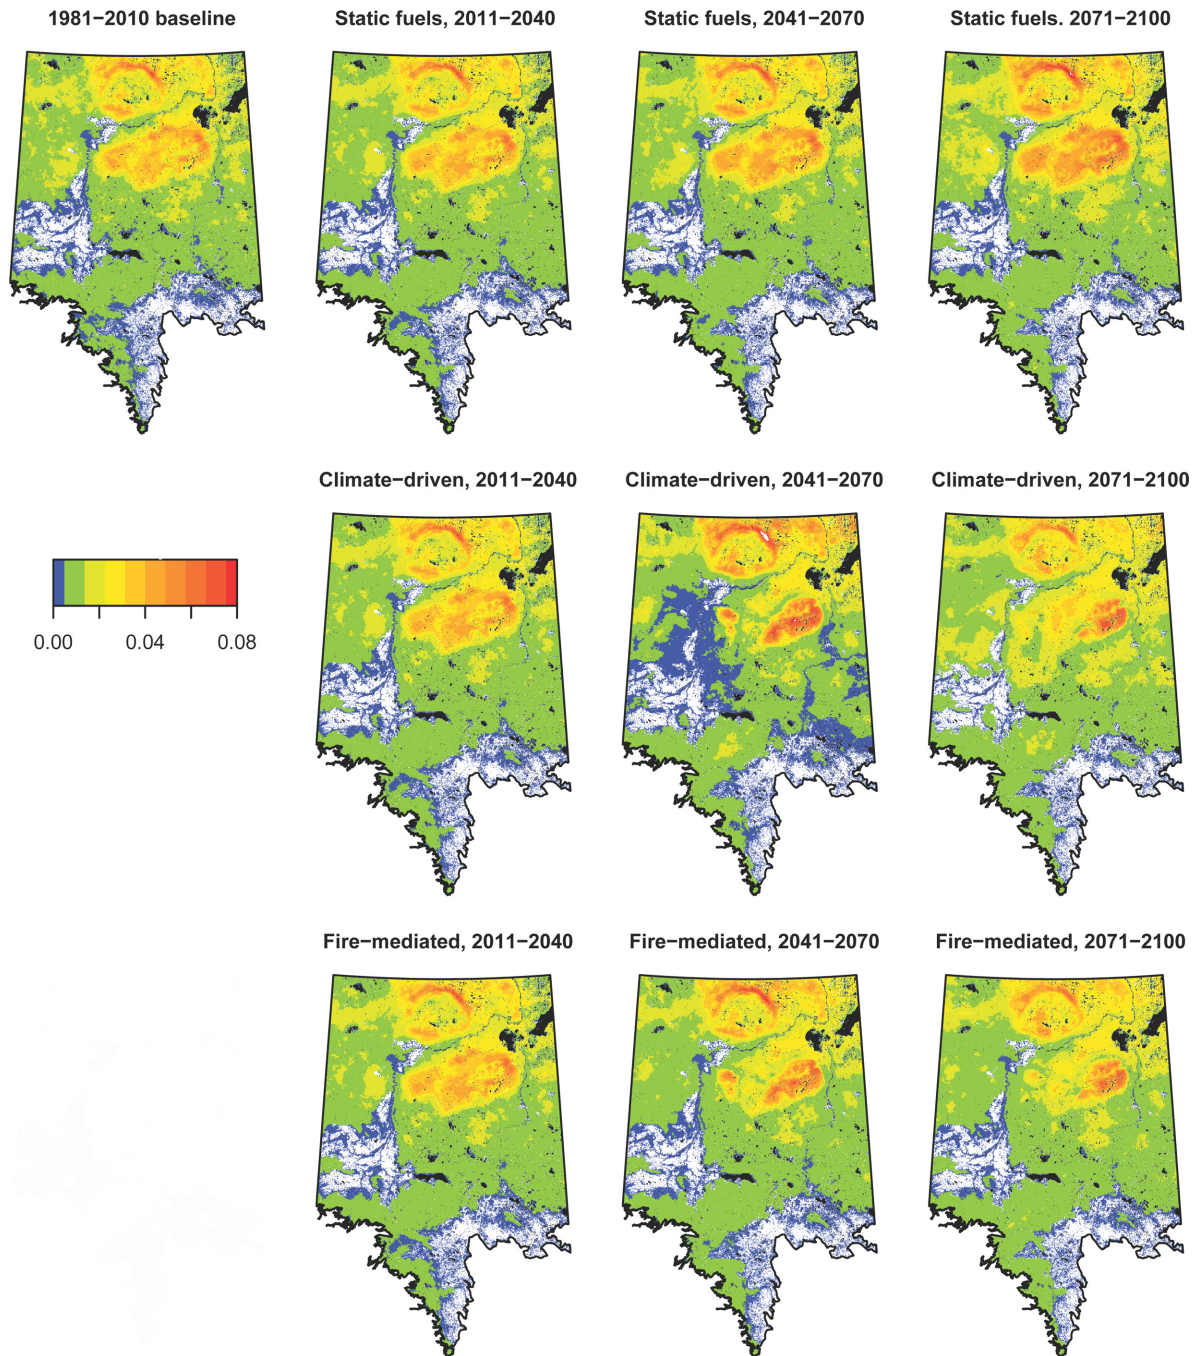 1981−2010 baseline
Static fuels, 2011−2040
Static fuels, 2041−2070
Static fuels. 2071−2100
Climate−driven, 2011−2040
Climate−driven, 2041−2070
Climate−driven, 2071−2100
0.00
0.04
0.08
Fire−mediated, 2011−2040
Fire−mediated, 2041−2070
Fire−mediated, 2071−2100